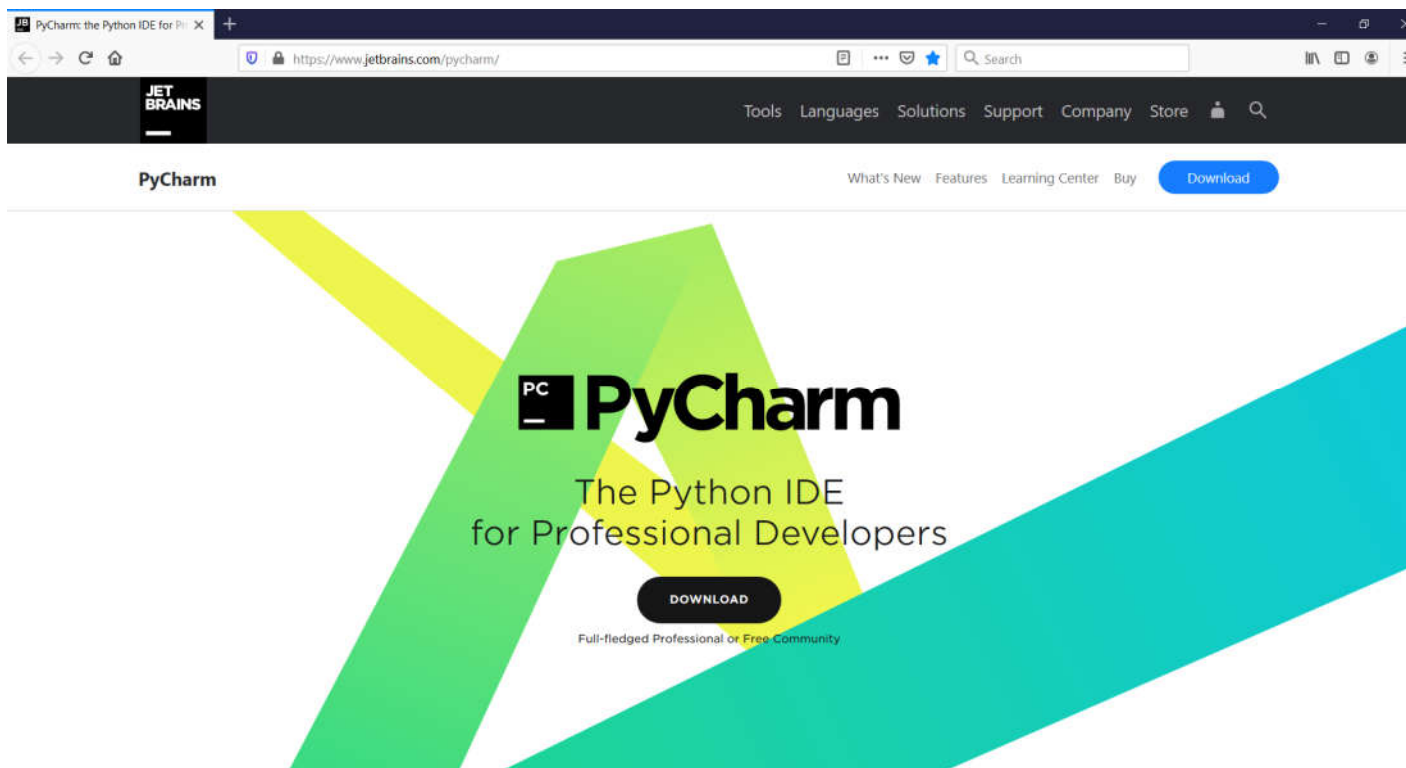 PyCharm: the Python IDE for Pr
https://www.jetbrains.com/pycharm/
Search
JET
BRAINS
Tools Languages Solutions Support Company Store
PyCharm
What's New Features Learning Center Buy Download
PC
PyCharm
The Python IDE
for Professional Developers
DOWNLOAD
Full-fledged Professional or Free Community